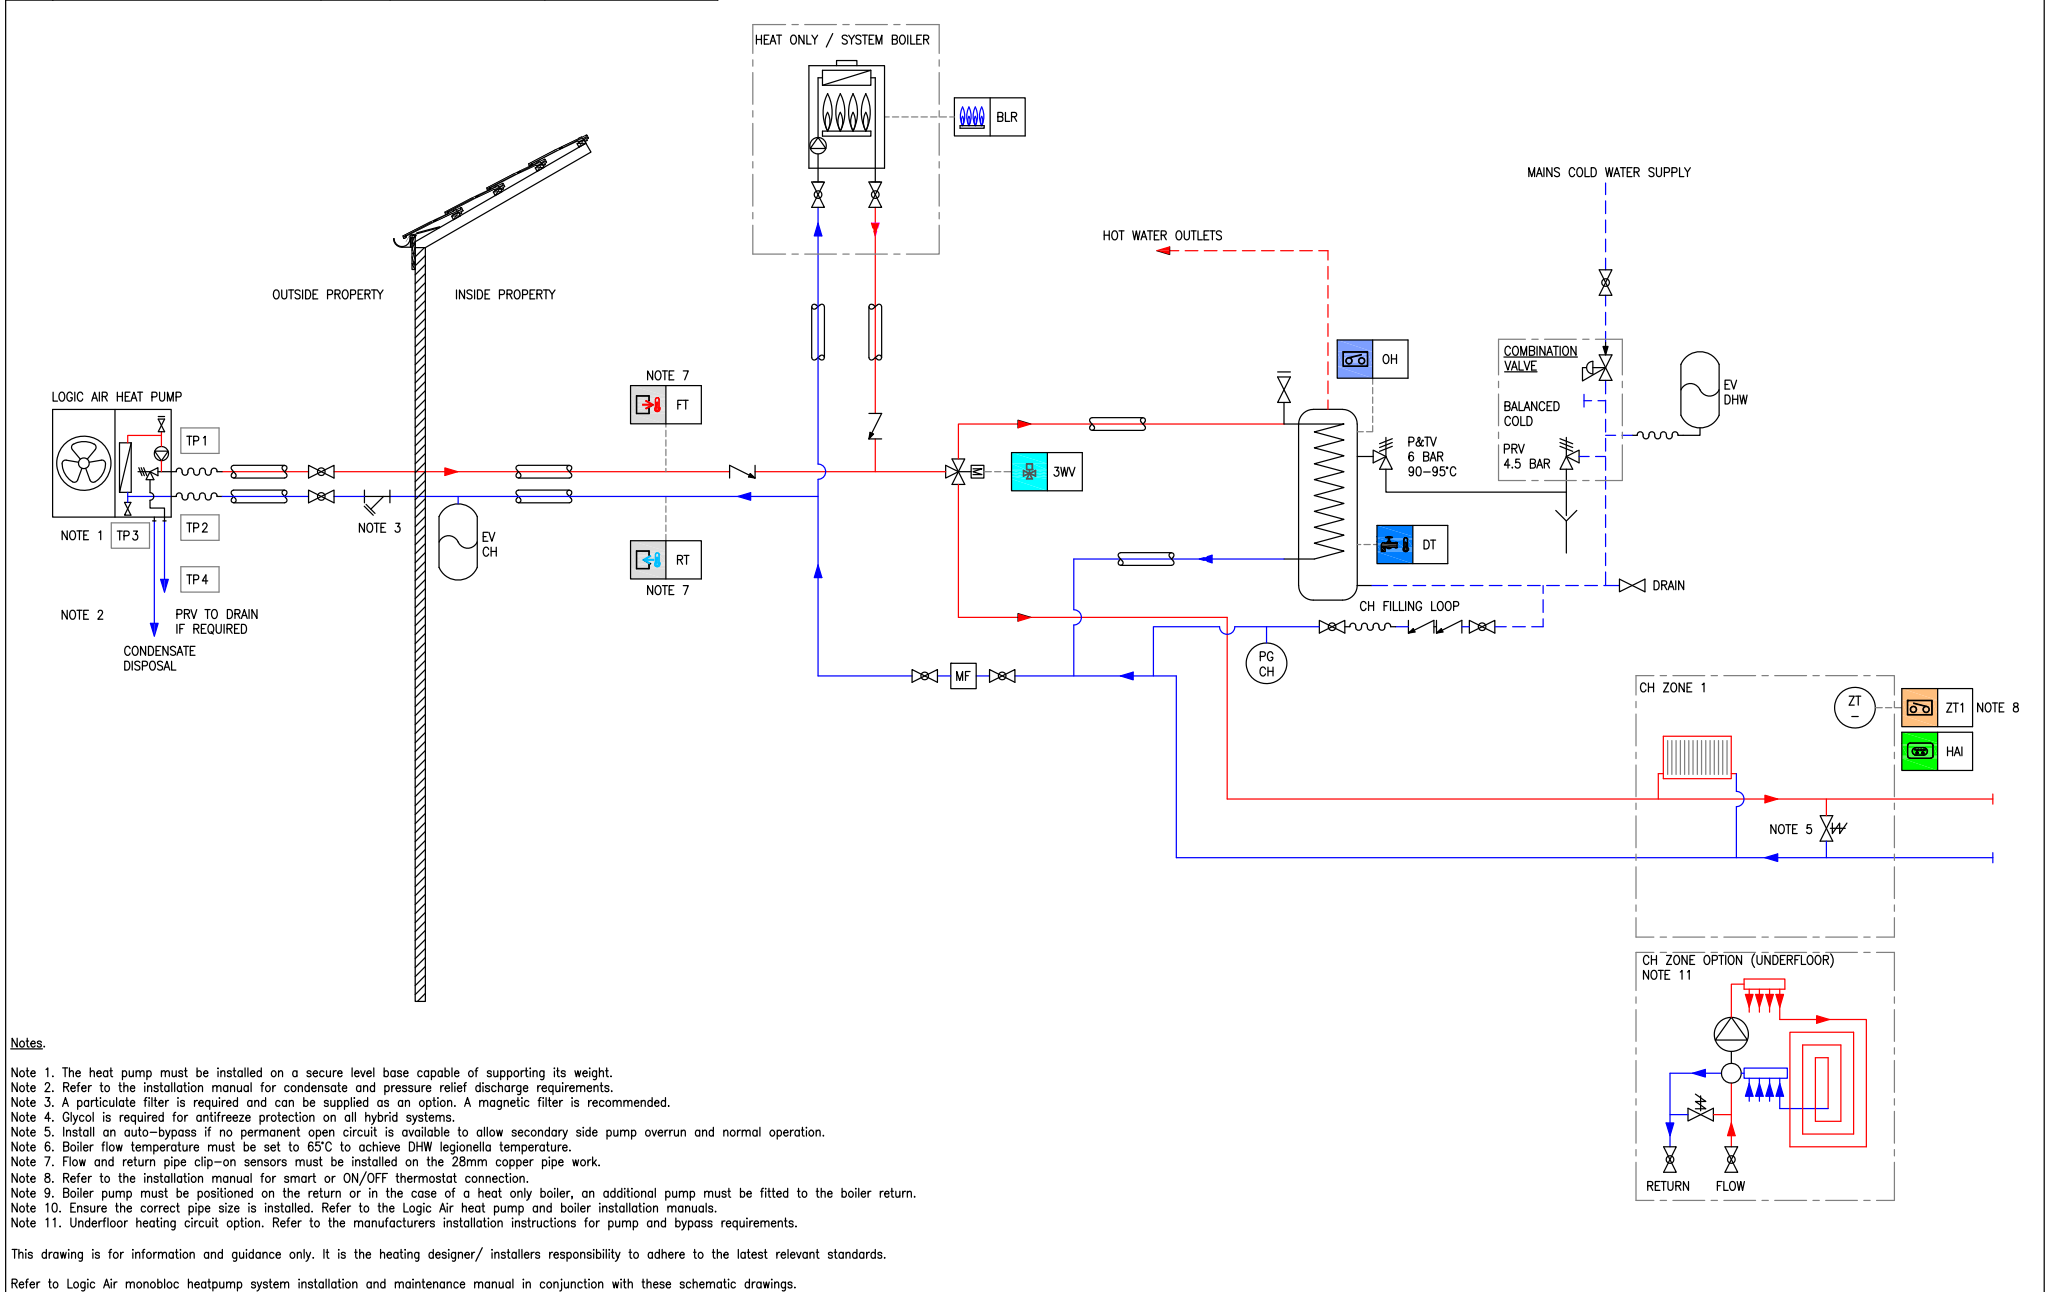 HEAT ONLY / SYSTEM BOILER
BLR
MAINS COLD WATER SUPPLY
HOT WATER OUTLETS
OUTSIDE PROPERTY
INSIDE PROPERTY
COMBINATION
VALVE
OH
NOTE 7
FT
EV
DHW
LOGIC AIR HEAT PUMP
BALANCED
COLD
TP1
P&TV
6 BAR
90-95°C
PRV
4.5 BAR
M
3WV
NOTE 3
TP2
NOTE 1
TP3
EV
CH
DT
RT
NOTE 7
TP4
DRAIN
CH FILLING LOOP
NOTE 2
PRV TO DRAIN
IF REQUIRED
CONDENSATE
DISPOSAL
PG
CH
MF
CH ZONE 1
ZT
-
ZT1
NOTE 8
HAI
NOTE 5
CH ZONE OPTION (UNDERFLOOR)
NOTE 11
RETURN
FLOW
Notes.
Note 1. The heat pump must be installed on a secure level base capable of supporting its weight.
Note 2. Refer to the installation manual for condensate and pressure relief discharge requirements.
Note 3. A particulate filter is required and can be supplied as an option. A magnetic filter is recommended.
Note 4. Glycol is required for antifreeze protection on all hybrid systems.
Note 5. Install an auto-bypass if no permanent open circuit is available to allow secondary side pump overrun and normal operation.
Note 6. Boiler flow temperature must be set to 65°C to achieve DHW legionella temperature.
Note 7. Flow and return pipe clip-on sensors must be installed on the 28mm copper pipe work.
Note 8. Refer to the installation manual for smart or ON/OFF thermostat connection.
Note 9. Boiler pump must be positioned on the return or in the case of a heat only boiler, an additional pump must be fitted to the boiler return.
Note 10. Ensure the correct pipe size is installed. Refer to the Logic Air heat pump and boiler installation manuals.
Note 11. Underfloor heating circuit option. Refer to the manufacturers installation instructions for pump and bypass requirements.
This drawing is for information and guidance only. It is the heating designer/ installers responsibility to adhere to the latest relevant standards.
Refer to Logic Air monobloc heatpump system installation and maintenance manual in conjunction with these schematic drawings.